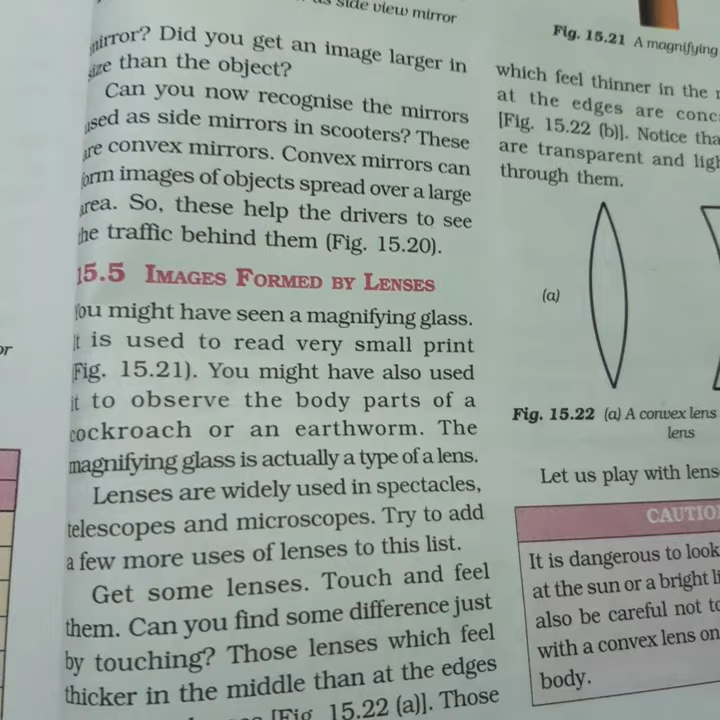 as side view mirror
mirror? Did you get an image larger in
size than the object?
Can you now recognise the mirrors
used as side mirrors in scooters? These
are convex mirrors. Convex mirrors can
form images of objects spread over a large
area. So, these help the drivers to see
the traffic behind them (Fig. 15.20).
15.5 IMAGES FORMED BY LENSES
You might have seen a magnifying glass.
It is used to read very small print
(Fig. 15.21). You might have also used
it to observe the body parts of a
cockroach or an earthworm. The
magnifying glass is actually a type of a lens.
Lenses are widely used in spectacles,
telescopes and microscopes. Try to add
a few more uses of lenses to this list.
Get some lenses. Touch and feel
them. Can you find some difference just
by touching? Those lenses which feel
thicker in the middle than at the edges
[Fig. 15.22 (a)]. Those
Fig. 15.21 A magnifying
which feel thinner in the
at the edges are
[Fig. 15.22 (b)]. Notice
are transparent and
through them.
(a)
Fig. 15.22 (a) A convex lens
lens
Let us play with
CAUTIO
It is dangerous to look
at the sun or a bright
also be careful not
with a convex lens on
body.
or